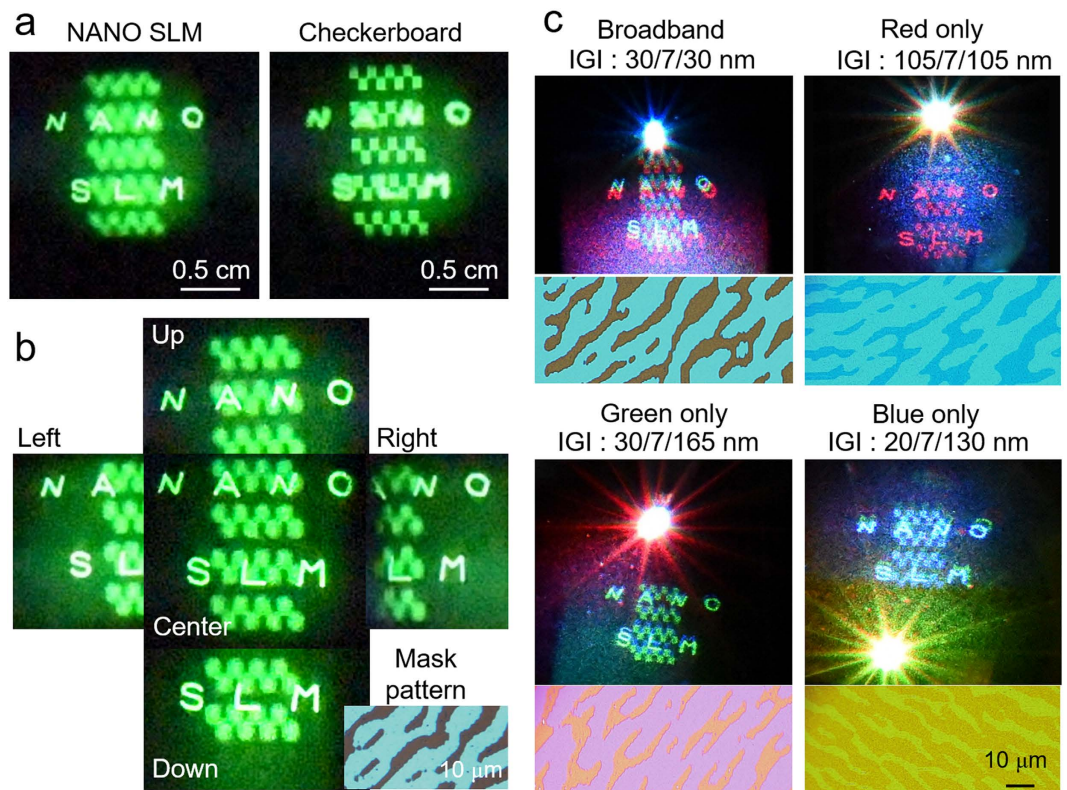 a
NANO SLM
Checkerboard
N A N O
S L M
0.5 cm
N A N O
S L M
0.5 cm
b
Up
N A N O
Left
N A
S L
N A N O
S L M
Center
Right
N O
L M
S L M
Down
Mask
pattern
10 μm
c
Broadband
IGI : 30/7/30 nm
N A N O
S L M
Red only
IGI : 105/7/105 nm
N A N O
S L M
Green only
IGI : 30/7/165 nm
N A N O
S L M
Blue only
IGI : 20/7/130 nm
N A N O
S L M
10 μm